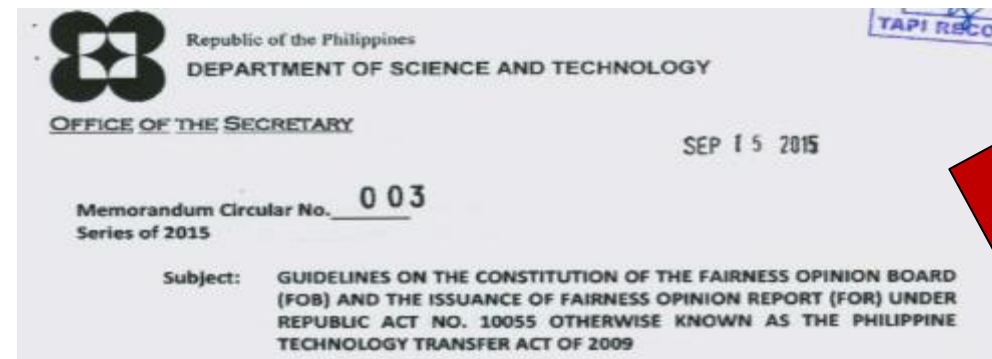 TAPI RECO
Republic of the Philippines
DEPARTMENT OF SCIENCE AND TECHNOLOGY
OFFICE OF THE SECRETARY
SEP 15 2015
Memorandum Circular No. 003
Series of 2015
Subject: GUIDELINES ON THE CONSTITUTION OF THE FAIRNESS OPINION BOARD
(FOB) AND THE ISSUANCE OF FAIRNESS OPINION REPORT (FOR) UNDER
REPUBLIC ACT NO. 10055 OTHERWISE KNOWN AS THE PHILIPPINE
TECHNOLOGY TRANSFER ACT OF 2009